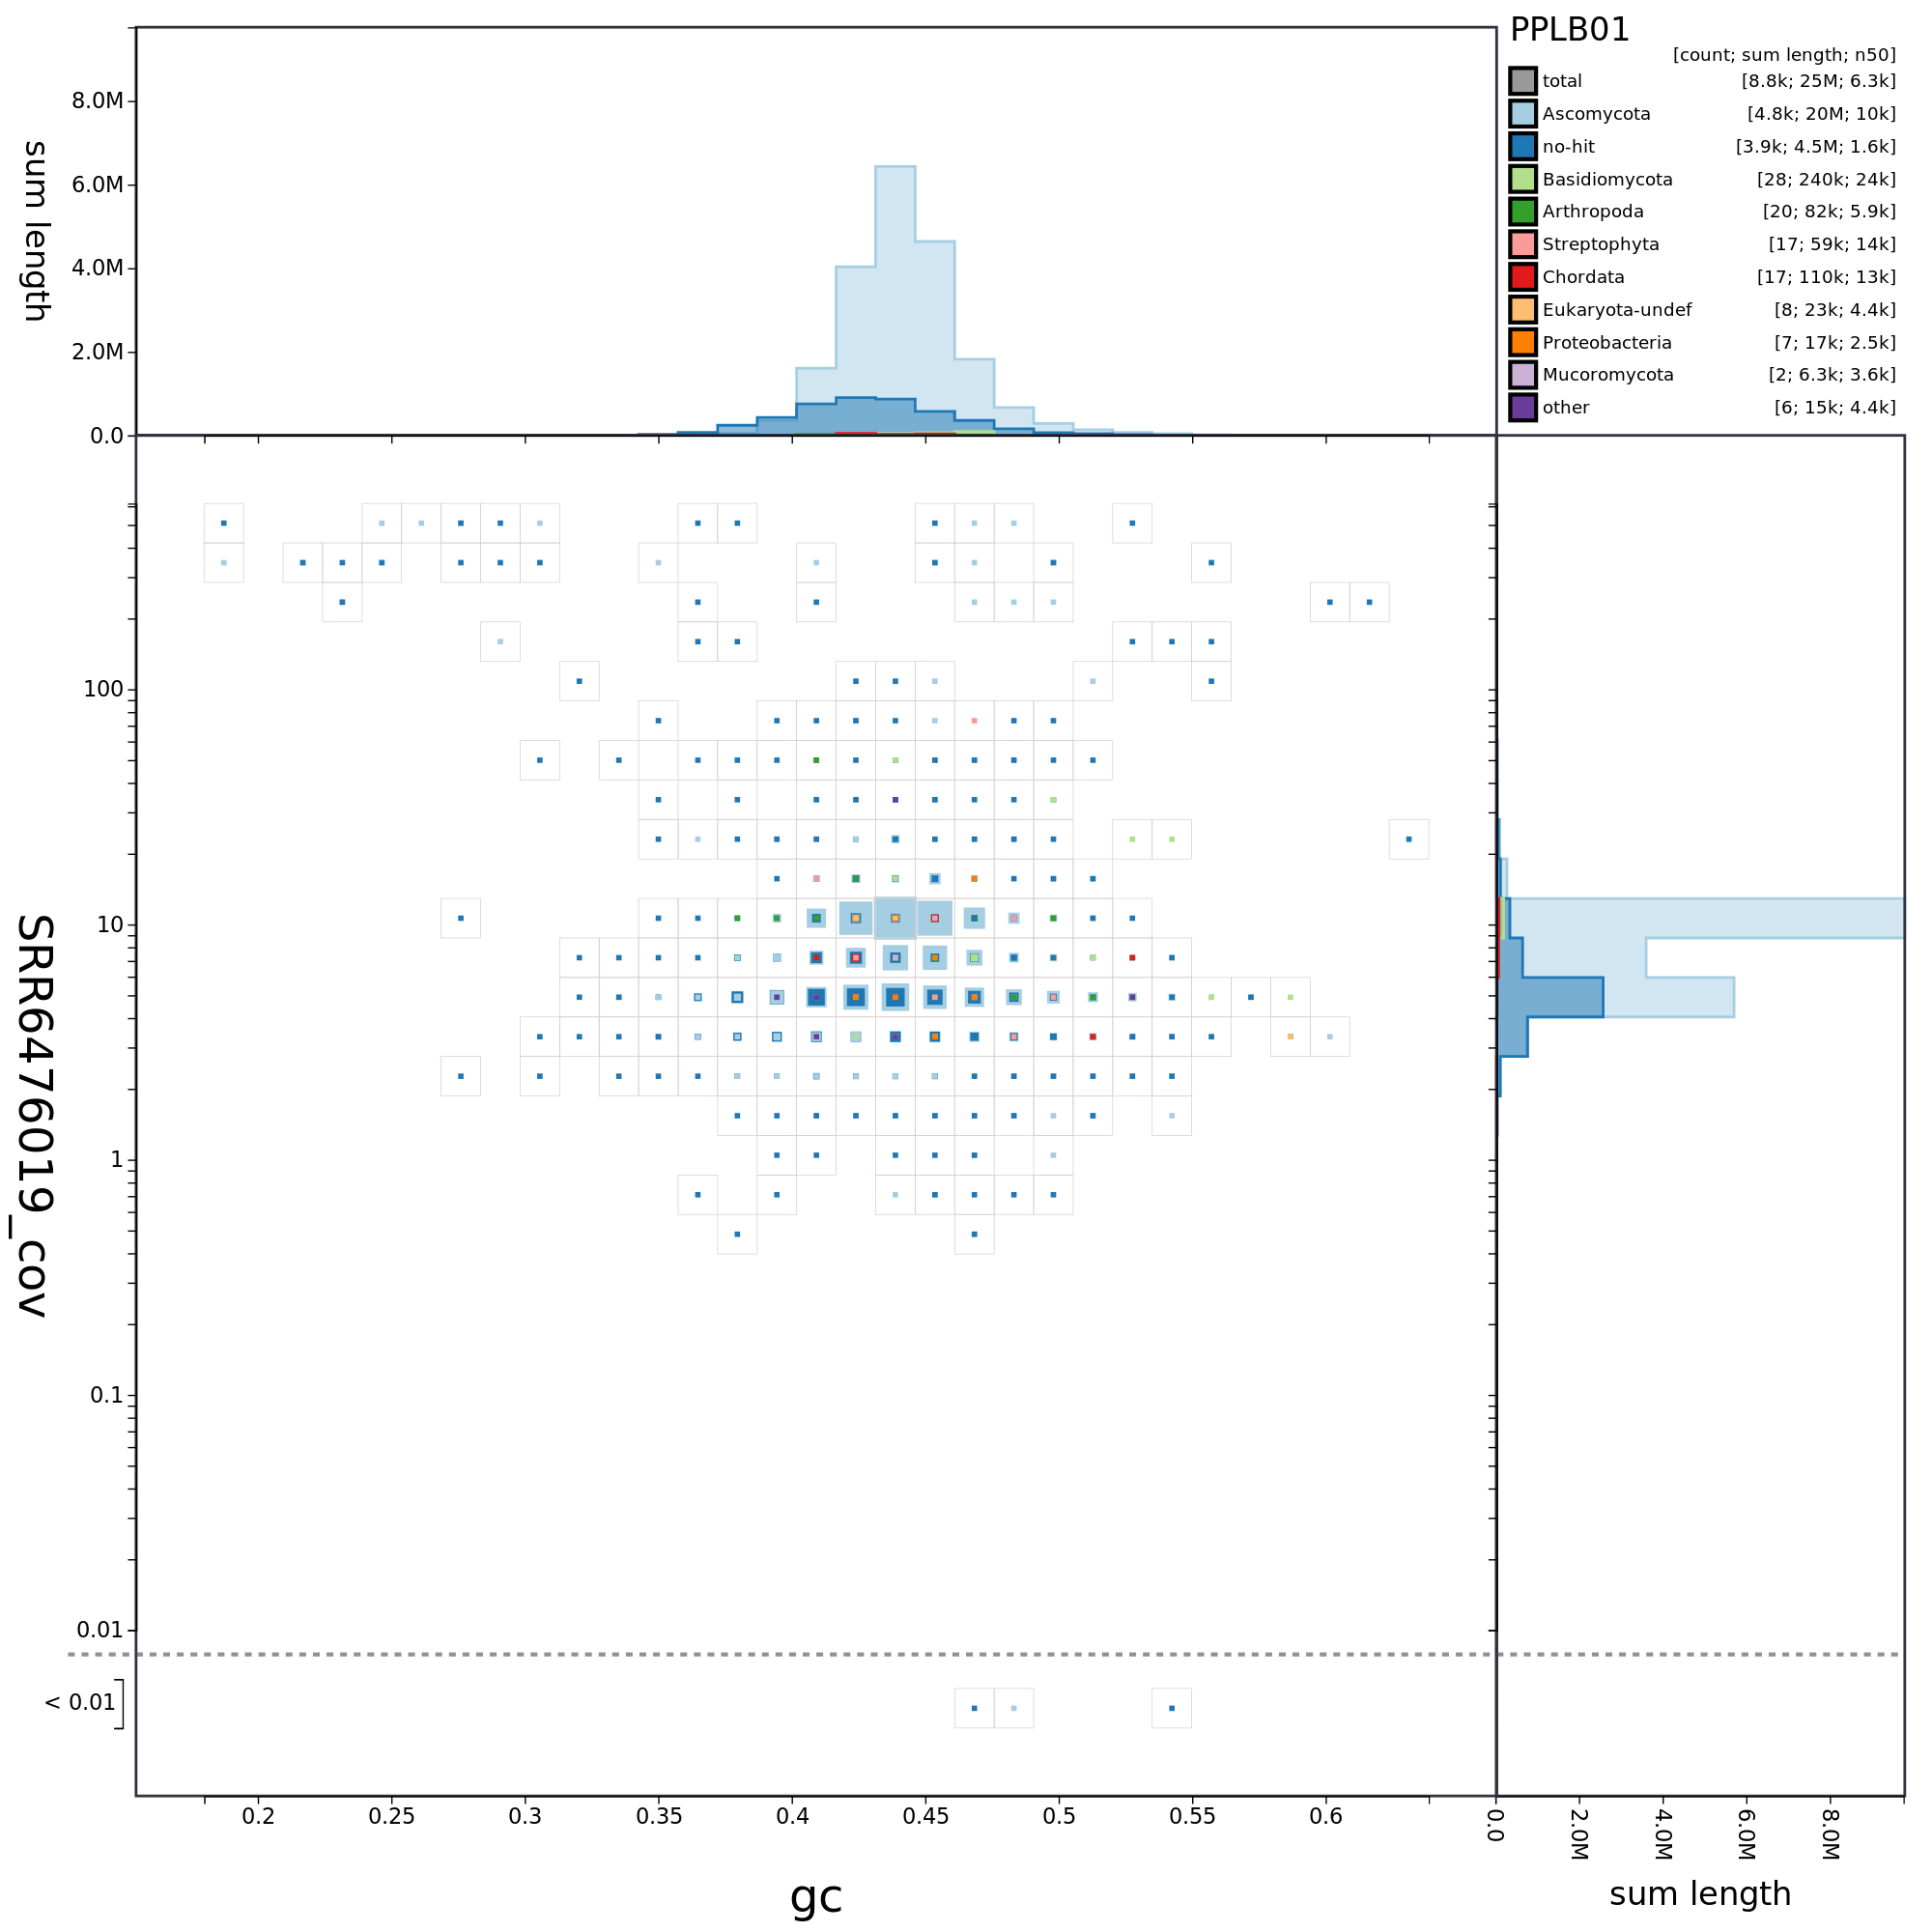 PPLB01
[count; sum length; n50]
total [8.8k; 25M; 6.3k]
Ascomycota [4.8k; 20M; 10k]
no-hit [3.9k; 4.5M; 1.6k]
Basidiomycota [28; 240k; 24k]
Arthropoda [20; 82k; 5.9k]
Streptophyta [17; 59k; 14k]
Chordata [17; 110k; 13k]
Eukaryota-undef [8; 23k; 4.4k]
Proteobacteria [7; 17k; 2.5k]
Mucoromycota [2; 6.3k; 3.6k]
other [6; 15k; 4.4k]
sum length
8.0M
6.0M
4.0M
2.0M
0.0
SRR6476019_cov
100
10
1
0.1
0.01
< 0.01
0.2 0.25 0.3 0.35 0.4 0.45 0.5 0.55 0.6
gc
0.0 2.0M 4.0M 6.0M 8.0M
sum length